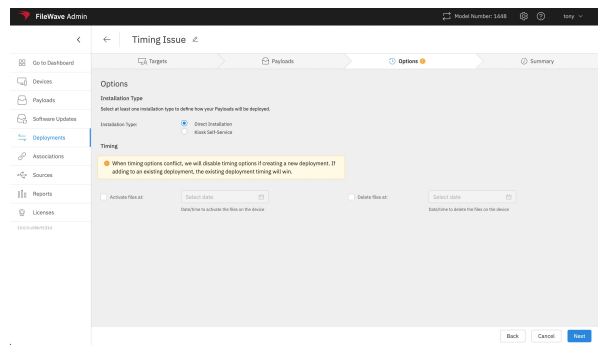 FileWave Admin
Model Number: 1448
tony
Timing Issue
Go to Dashboard
Devices
Payloads
Software Updates
Deployments
Associations
Sources
Reports
Licenses
Targets
Payloads
Options
Summary
Options
Installation Type
Select at least one installation type to define how your Payloads will be deployed.
Installation Type:
Direct Installation
Kiosk Self-Service
Timing
When timing options conflict, we will disable timing options if creating a new deployment. If
adding to an existing deployment, the existing deployment timing will win.
Activate files at:
Select date
Date/time to activate the files on the device
Delete files at:
Select date
Date/time to delete the files on the device
Back
Cancel
Next